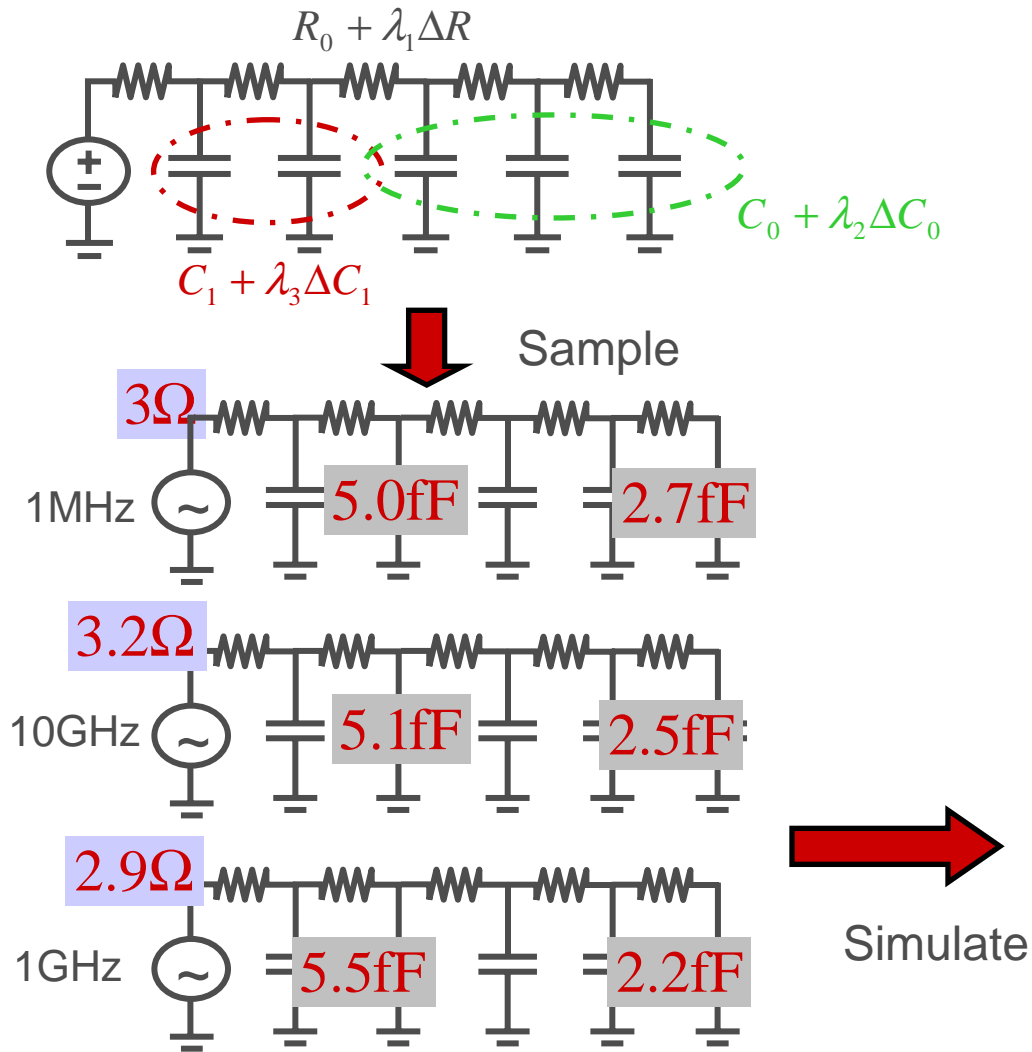 R₀ + λ₁ΔR
C₀ + λ₂ΔC₀
C₁ + λ₃ΔC₁
Sample
3Ω
1MHz
5.0fF
2.7fF
3.2Ω
10GHz
5.1fF
2.5fF
2.9Ω
1GHz
5.5fF
2.2fF
Simulate